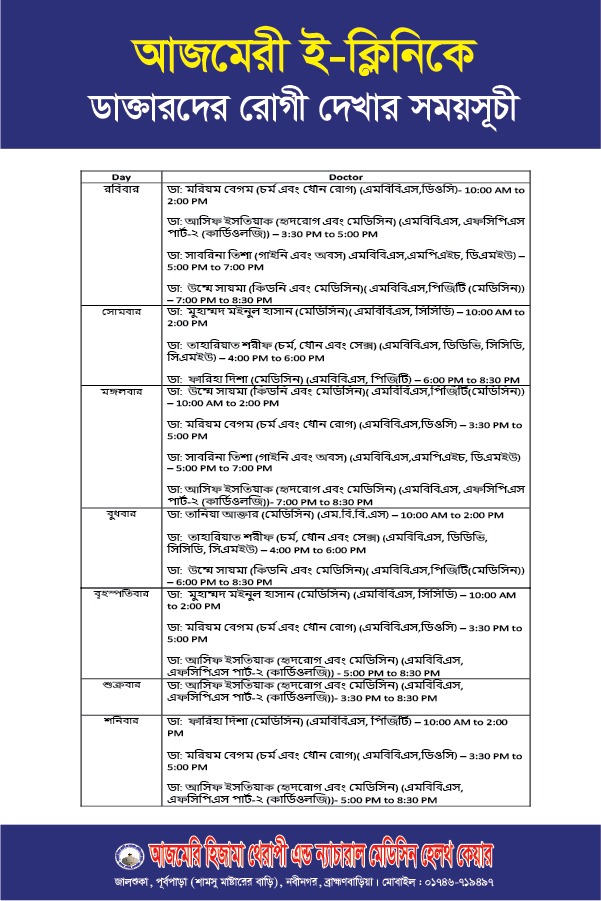 আজমেরী ই-ক্লিনিকে
ডাক্তারদের রোগী দেখার সময়সূচী
Day
Doctor
রবিবার
ডা: মরিয়ম বেগম (চর্ম এবং যৌন রোগ) (এমবিবিএস,ডিওসি)- 10:00 AM to
2:00 PM
ডা: আসিফ ইসতিয়াক (হৃদরোগ এবং মেডিসিন) (এমবিবিএস, এফসিপিএস
পার্ট-২ (কার্ডিওলজি)) – 3:30 PM to 5:00 PM
ডা: সাবরিনা তিশা (গাইনি এবং অবস) এমবিবিএস,এমপিএইচ, ডিএমইউ) –
5:00 PM to 7:00 PM
ডা: উম্মে সায়মা (কিডনি এবং মেডিসিন)( এমবিবিএস,পিজিটি (মেডিসিন))
– 7:00 PM to 8:30 PM
সোমবার
ডা: মুহাম্মদ মইনুল হাসান (মেডিসিন)(এমবিবিএস, সিসিডি) – 10:00 AM to
2:00 PM
ডা: তাহারিয়াত শরীফ (চর্ম, যৌন এবং সেক্স) (এমবিবিএস, ডিডিভি, সিসিডি,
সিএমইউ) – 4:00 PM to 6:00 PM
ডা: ফারিহা দিশা (মেডিসিন) (এমবিবিএস, পিজিটি) – 6:00 PM to 8:30 PM
মঙ্গলবার
ডা: উম্মে সায়মা (কিডনি এবং মেডিসিন)( এমবিবিএস,পিজিটি(মেডিসিন))
– 10:00 AM to 2:00 PM
ডা: মরিয়ম বেগম (চর্ম এবং যৌন রোগ) (এমবিবিএস,ডিওসি) – 3:30 PM to
5:00 PM
ডা: সাবরিনা তিশা (গাইনি এবং অবস) (এমবিবিএস,এমপিএইচ, ডিএমইউ)
– 5:00 PM to 7:00 PM
ডা: আসিফ ইসতিয়াক (হৃদরোগ এবং মেডিসিন) (এমবিবিএস, এফসিপিএস
পার্ট-২ (কার্ডিওলজি))- 7:00 PM to 8:30 PM
বুধবার
ডা: তানিয়া আক্তার (মেডিসিন) (এম.বি.বি.এস) – 10:00 AM to 2:00 PM
ডা: তাহারিয়াত শরীফ (চর্ম, যৌন এবং সেক্স) (এমবিবিএস, ডিডিভি,
সিসিডি, সিএমইউ) – 4:00 PM to 6:00 PM
ডা: উম্মে সায়মা (কিডনি এবং মেডিসিন)( এমবিবিএস,পিজিটি(মেডিসিন))
– 6:00 PM to 8:30 PM
বৃহস্পতিবার
ডা: মুহাম্মদ মইনুল হাসান (মেডিসিন) (এমবিবিএস, সিসিডি) – 10:00 AM
to 2:00 PM
ডা: মরিয়ম বেগম (চর্ম এবং যৌন রোগ) (এমবিবিএস,ডিওসি) – 3:30 PM to
5:00 PM
ডা: আসিফ ইসতিয়াক (হৃদরোগ এবং মেডিসিন) (এমবিবিএস,
এফসিপিএস পার্ট-২ (কার্ডিওলজি)) - 5:00 PM to 8:30 PM
শুক্রবার
ডা: আসিফ ইসতিয়াক (হৃদরোগ এবং মেডিসিন) (এমবিবিএস,
এফসিপিএস পার্ট-২ (কার্ডিওলজি))- 3:30 PM to 8:30 PM
শনিবার
ডা: ফারিহা দিশা (মেডিসিন) (এমবিবিএস, পিজিটি) – 10:00 AM to 2:00
PM
ডা: মরিয়ম বেগম (চর্ম এবং যৌন রোগ)( এমবিবিএস,ডিওসি) – 3:30 PM to
5:00 PM
ডা: আসিফ ইসতিয়াক (হৃদরোগ এবং মেডিসিন) (এমবিবিএস,
এফসিপিএস পার্ট-২ (কার্ডিওলজি))- 5:00 PM to 8:30 PM
আজমেরি হিজামা থেরাপী এন্ড ন্যাচারাল মেডিসিন হেলথ কেয়ার
জালশুকা, পূর্বপাড়া (শামসু মাষ্টারের বাড়ি), নবীনগর, ব্রাহ্মণবাড়িয়া। মোবাইল : ০১৭৪৬-৭১৯৪৯৭